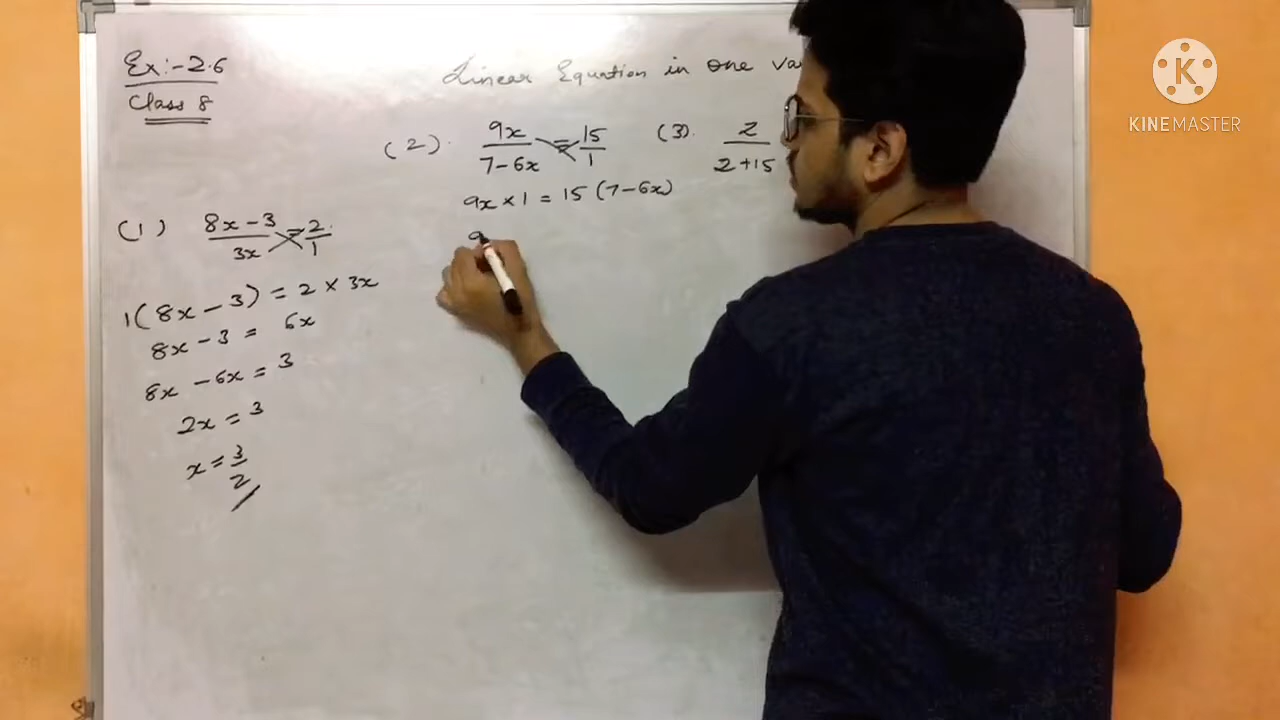 Ex:-2.6
Class 8
Linear Equation in one va
(1) 8x-3/3x = 2/1
1(8x-3) = 2×3x
8x-3 = 6x
8x-6x = 3
2x = 3
x = 3/2
(2). 9x/7-6x = 15/1
9x×1 = 15(7-6x)
9
(3). z/z+15
KINEMASTER